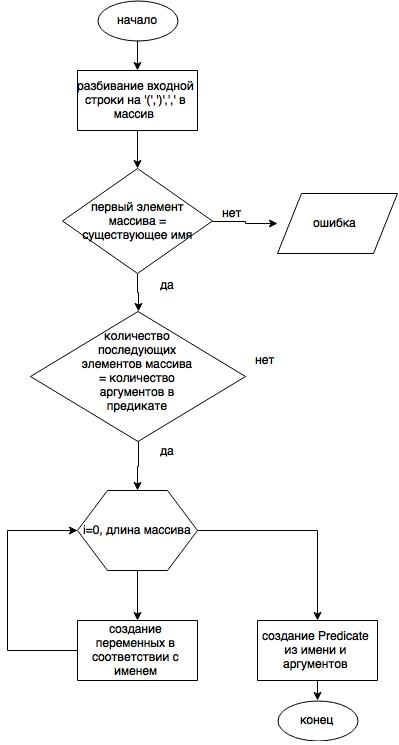 начало
разбивание входной
строки на '(',')',',' в
массив
первый элемент
массива =
существующее имя
нет
ошибка
да
количество
последующих
элементов массива
= количество
аргументов в
предикате
нет
да
i=0, длина массива
создание
переменных в
соответствии с
именем
создание Predicate
из имени и
аргументов
конец